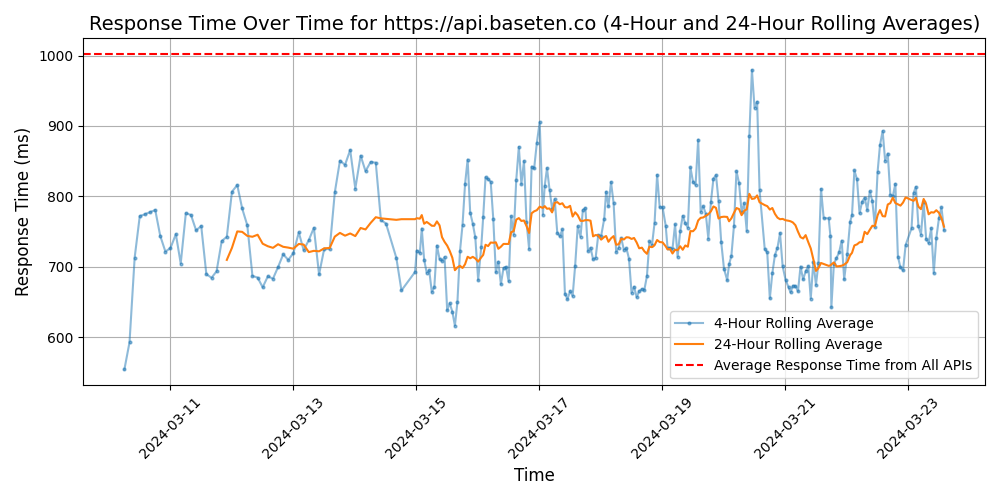 Response Time Over Time for https://api.baseten.co (4-Hour and 24-Hour Rolling Averages)
Response Time (ms)
1000
900
800
700
600
4-Hour Rolling Average
24-Hour Rolling Average
Average Response Time from All APIs
2024-03-11
2024-03-13
2024-03-15
2024-03-17
2024-03-19
2024-03-21
2024-03-23
Time